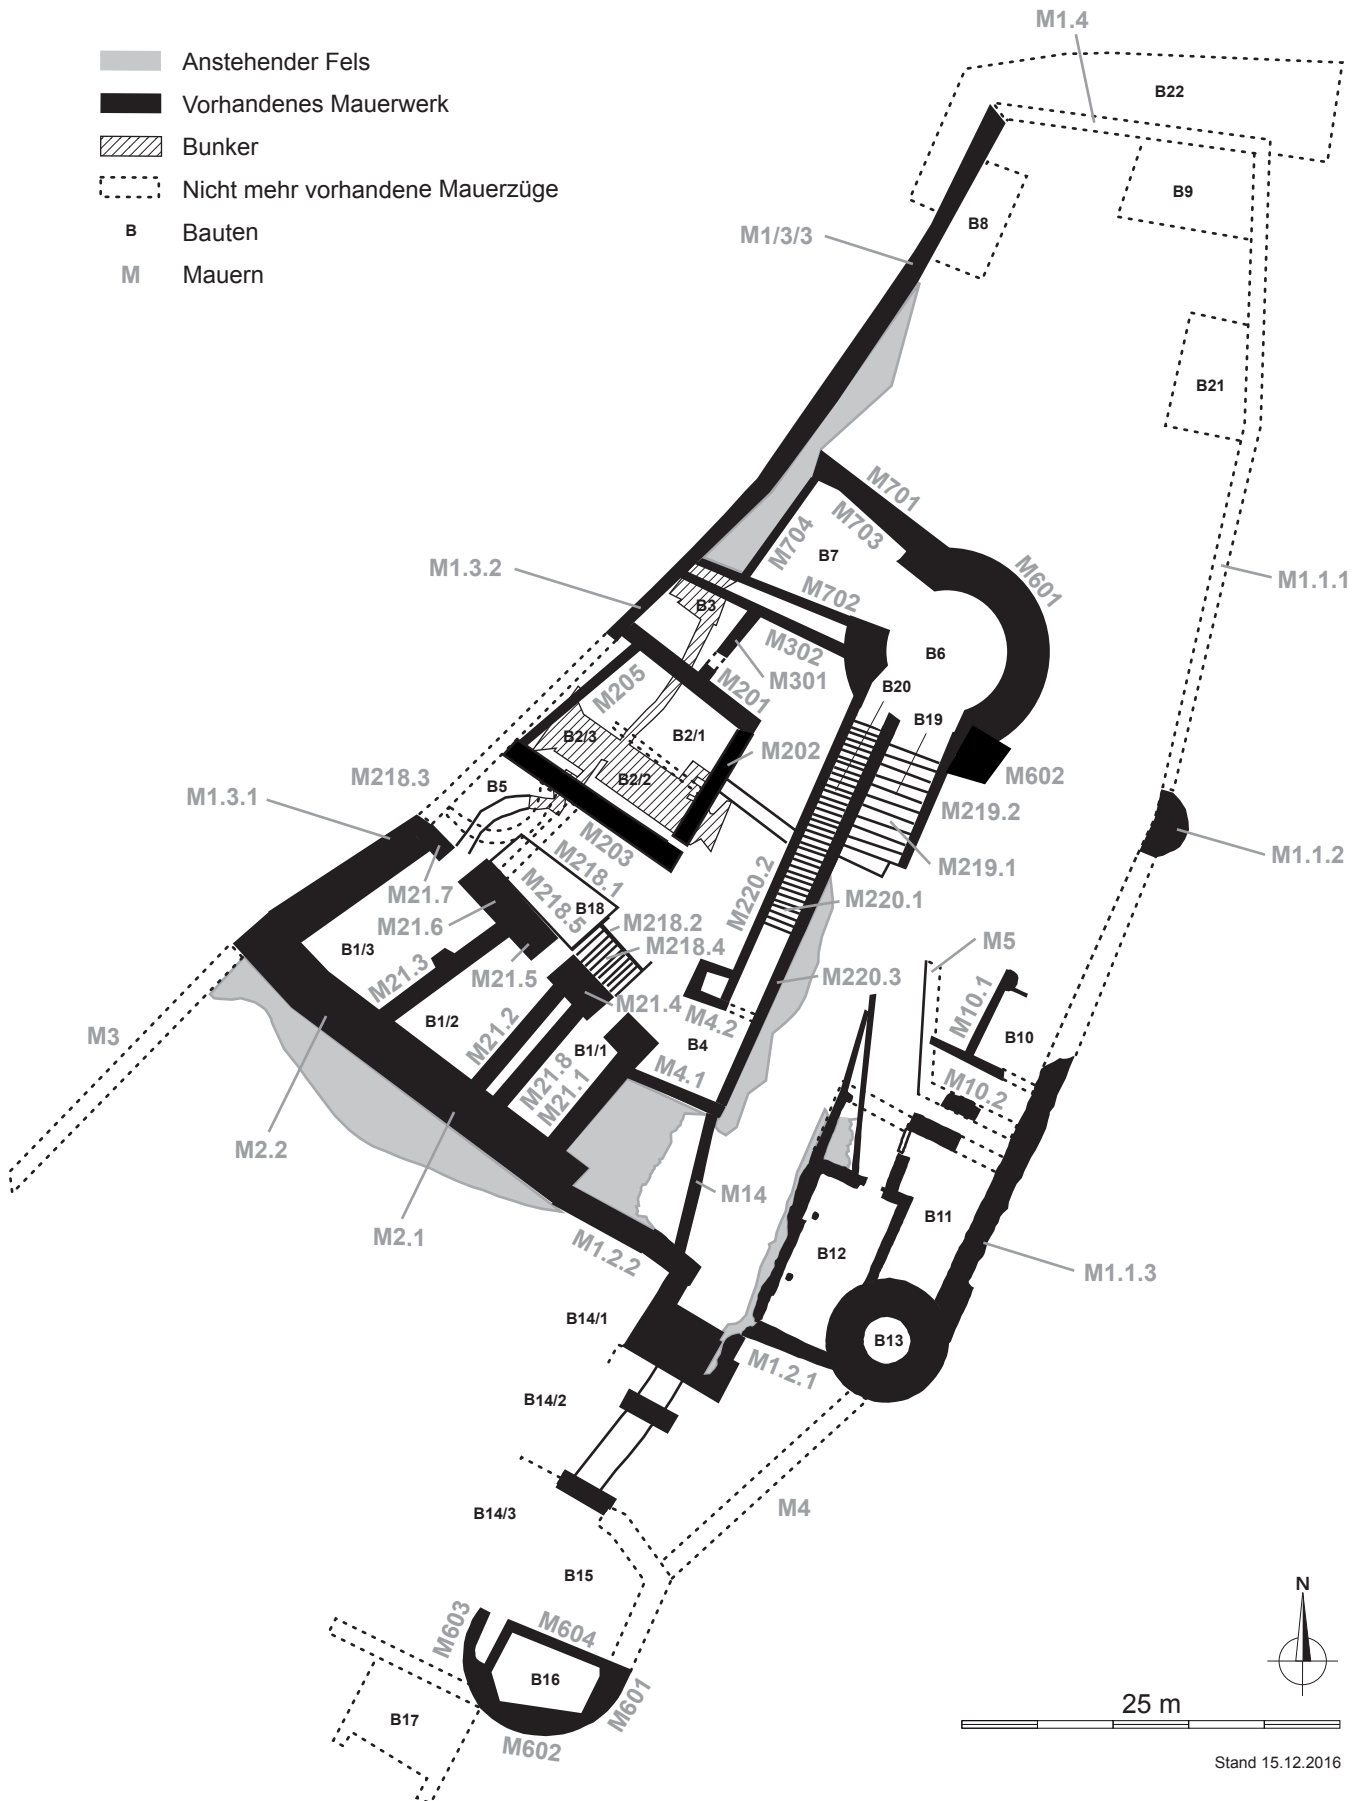 M1.4
Anstehender Fels
B22
Vorhandenes Mauerwerk
Bunker
Nicht mehr vorhandene Mauerzüge
B9
B Bauten
B8
M1/3/3
M Mauern
B21
M701
M703
M704
B7
M1.3.2
M601
M1.1.1
M702
B3
M302
B6
M301
M201
M205
B20
B19
B2/3
B2/1
M202
M602
M218.3
B2/2
B5
M1.3.1
M219.2
M203
M1.1.2
M219.1
M218.1
M21.7
M220.2
M220.1
M218.5
B18
M21.6
M218.2
M218.4
M5
B1/3
M21.3
M21.5
M220.3
M21.4
M10.1
M4.2
B1/2
M21.2
B10
M3
B4
B1/1
M4.1
M21.8
M21.1
M10.2
M2.2
M14
B11
M2.1
M1.2.2
B12
M1.1.3
B14/1
B13
M1.2.1
B14/2
M4
B14/3
B15
N
M603
M604
B16
M601
25 m
B17
M602
Stand 15.12.2016